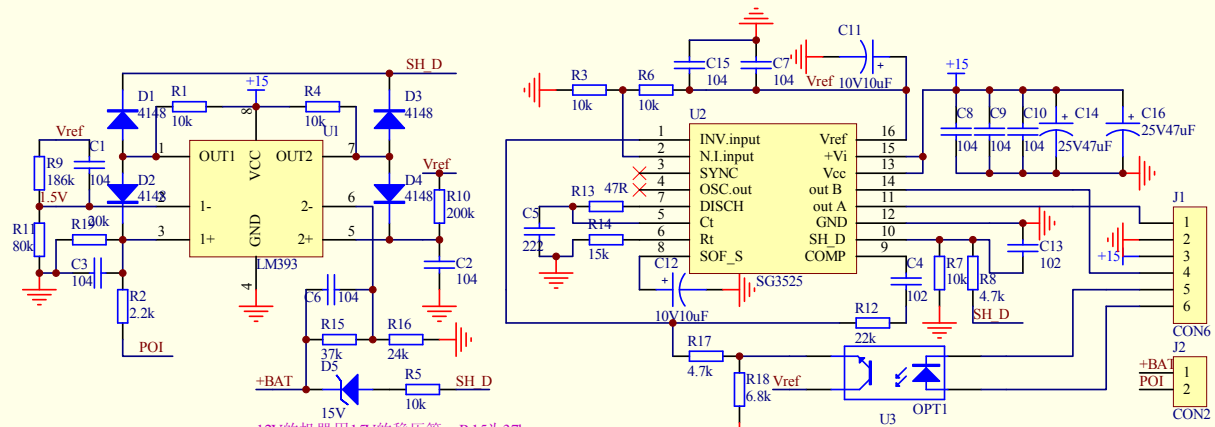 SH_D
D1
4148
R1
10k
+15
R4
10k
D3
4148
U1
Vref
C1
104
R9
186k
1.5V
D2
4148
1
OUT1
OUT2
7
8
VCC
2
1-
2-
6
3
1+
2+
5
GND
4
LM393
D4
4148
Vref
R10
200k
R11
80k
R19
20k
C3
104
R2
2.2k
POI
C2
104
C6
104
R15
37k
R16
24k
+BAT
D5
15V
R5
10k
SH_D
R3
10k
R6
10k
C15
104
C7
104
C11
10V10uF
Vref
U2
1
INV.input
Vref
16
2
N.I.input
+Vi
15
3
SYNC
Vcc
13
4
OSC.out
out B
14
7
DISCH
out A
11
5
Ct
GND
12
6
Rt
SH_D
10
8
SOF_S
COMP
9
SG3525
47R
R13
C5
222
R14
15k
C12
10V10uF
C4
102
R12
22k
R7
10k
R8
4.7k
SH_D
C13
102
+15
C8
104
C9
104
C10
104
C14
25V47uF
C16
25V47uF
J1
1
2
3
4
5
6
CON6
+15
J2
+BAT
1
POI
2
CON2
R17
4.7k
R18
6.8k
Vref
OPT1
U3